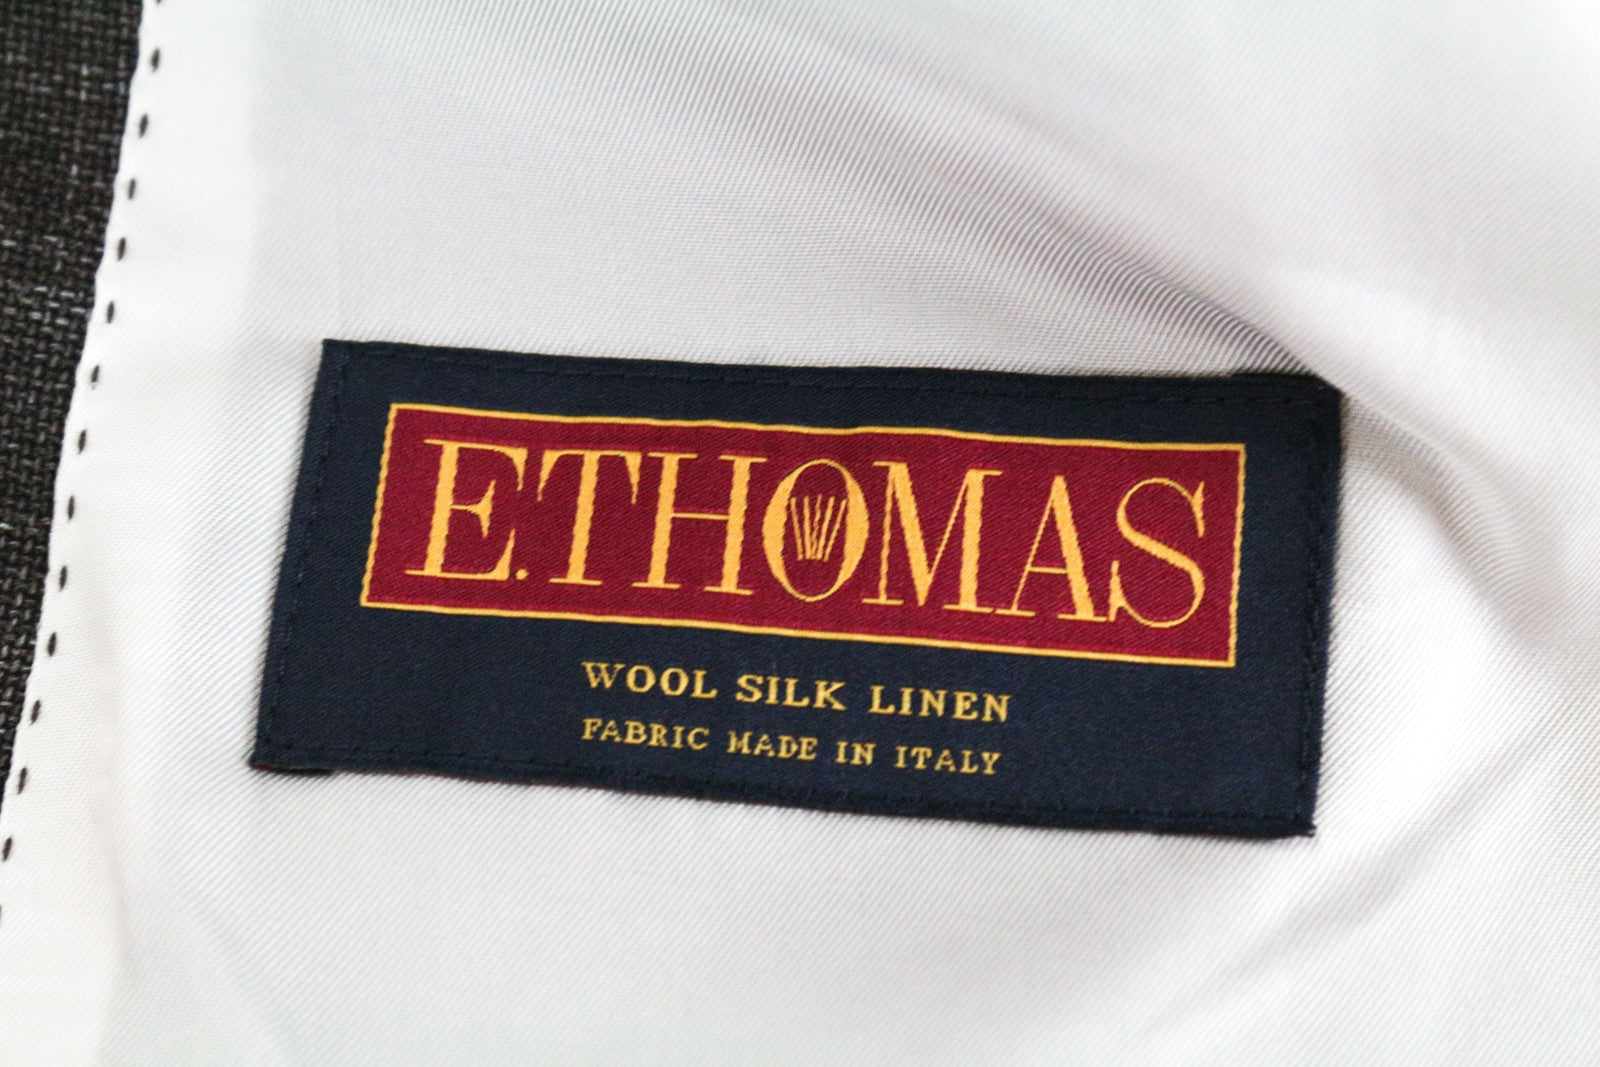 E.THOMAS
WOOL SILK LINEN
FABRIC MADE IN ITALY